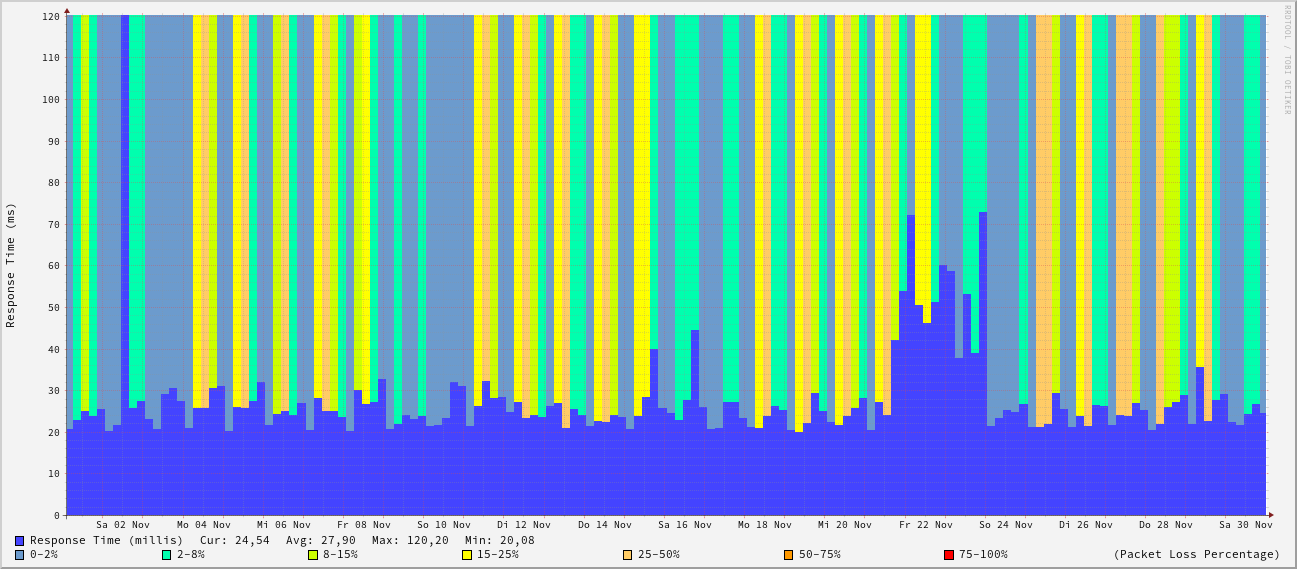 RRDTOOL / TOBI OETIKER
Response Time (ms)
120
110
100
90
80
70
60
50
40
30
20
10
0
Sa 02 Nov Mo 04 Nov Mi 06 Nov Fr 08 Nov So 10 Nov Di 12 Nov Do 14 Nov Sa 16 Nov Mo 18 Nov Mi 20 Nov Fr 22 Nov So 24 Nov Di 26 Nov Do 28 Nov Sa 30 Nov
Response Time (millis) Cur: 24,54 Avg: 27,90 Max: 120,20 Min: 20,08
0-2% 2-8% 8-15% 15-25% 25-50% 50-75% 75-100% (Packet Loss Percentage)